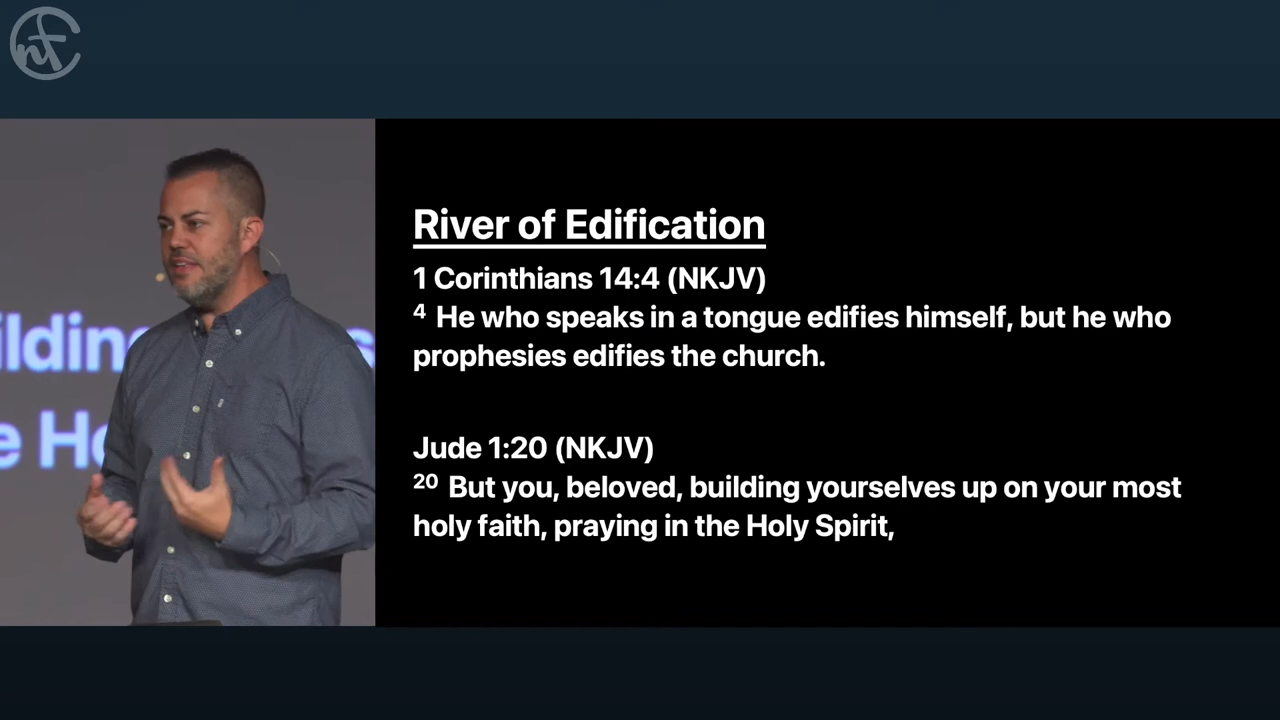 River of Edification
1 Corinthians 14:4 (NKJV)
4 He who speaks in a tongue edifies himself, but he who
prophesies edifies the church.
Jude 1:20 (NKJV)
20 But you, beloved, building yourselves up on your most
holy faith, praying in the Holy Spirit,